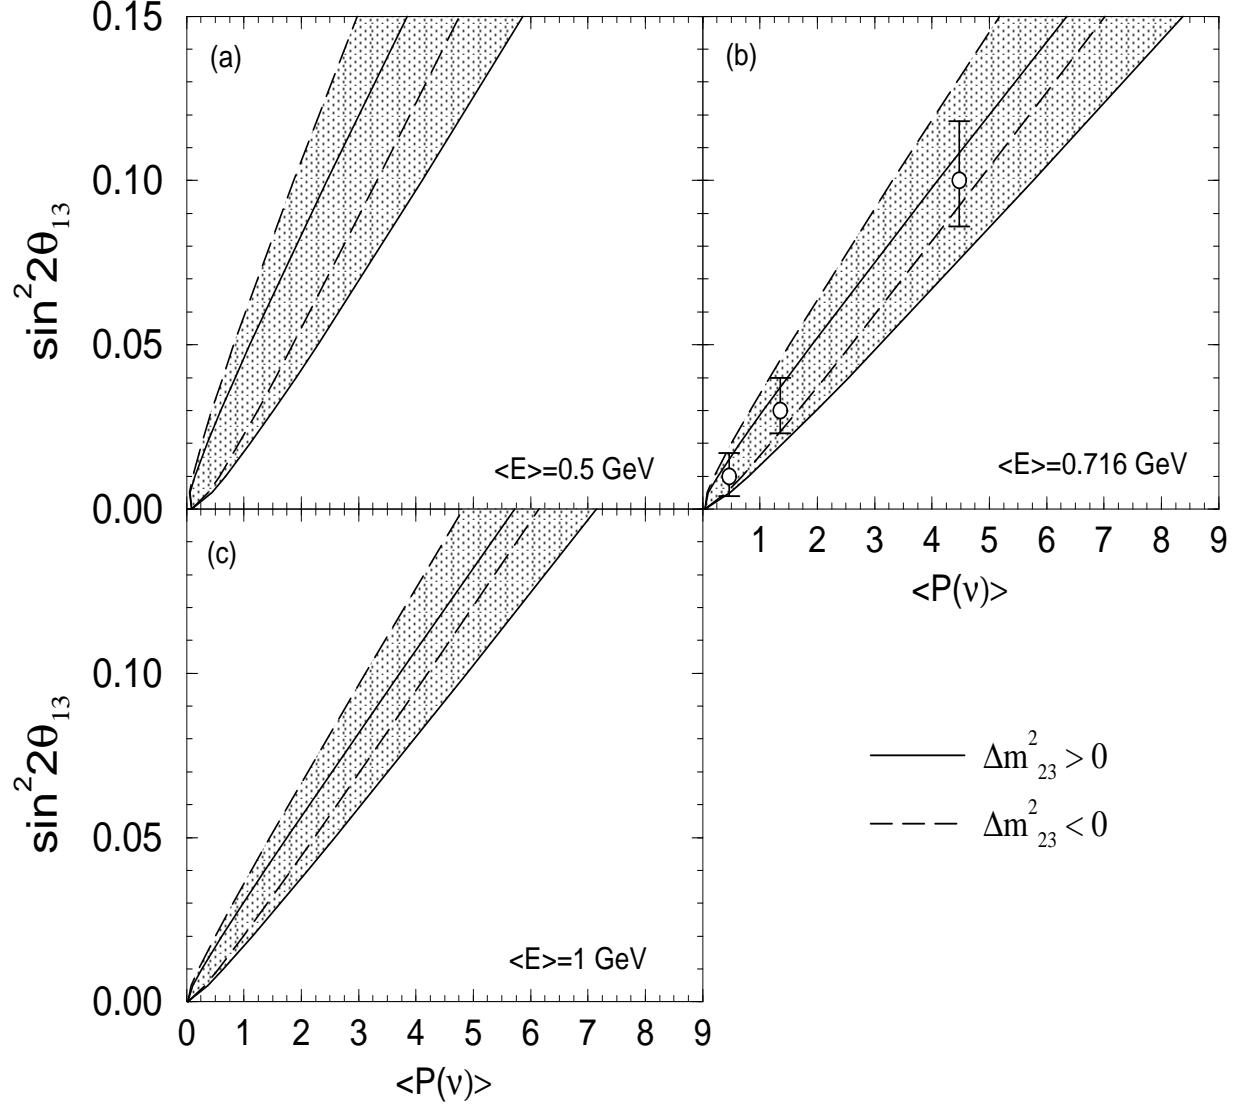 0.15
(a)
(b)
0.10
sin²2θ₁₃
0.05
<E>=0.5 GeV
<E>=0.716 GeV
0.00
1 2 3 4 5 6 7 8 9
<P(ν)>
(c)
0.10
sin²2θ₁₃
Δm²₂₃ > 0
Δm²₂₃ < 0
0.05
<E>=1 GeV
0.00
0 1 2 3 4 5 6 7 8 9
<P(ν)>